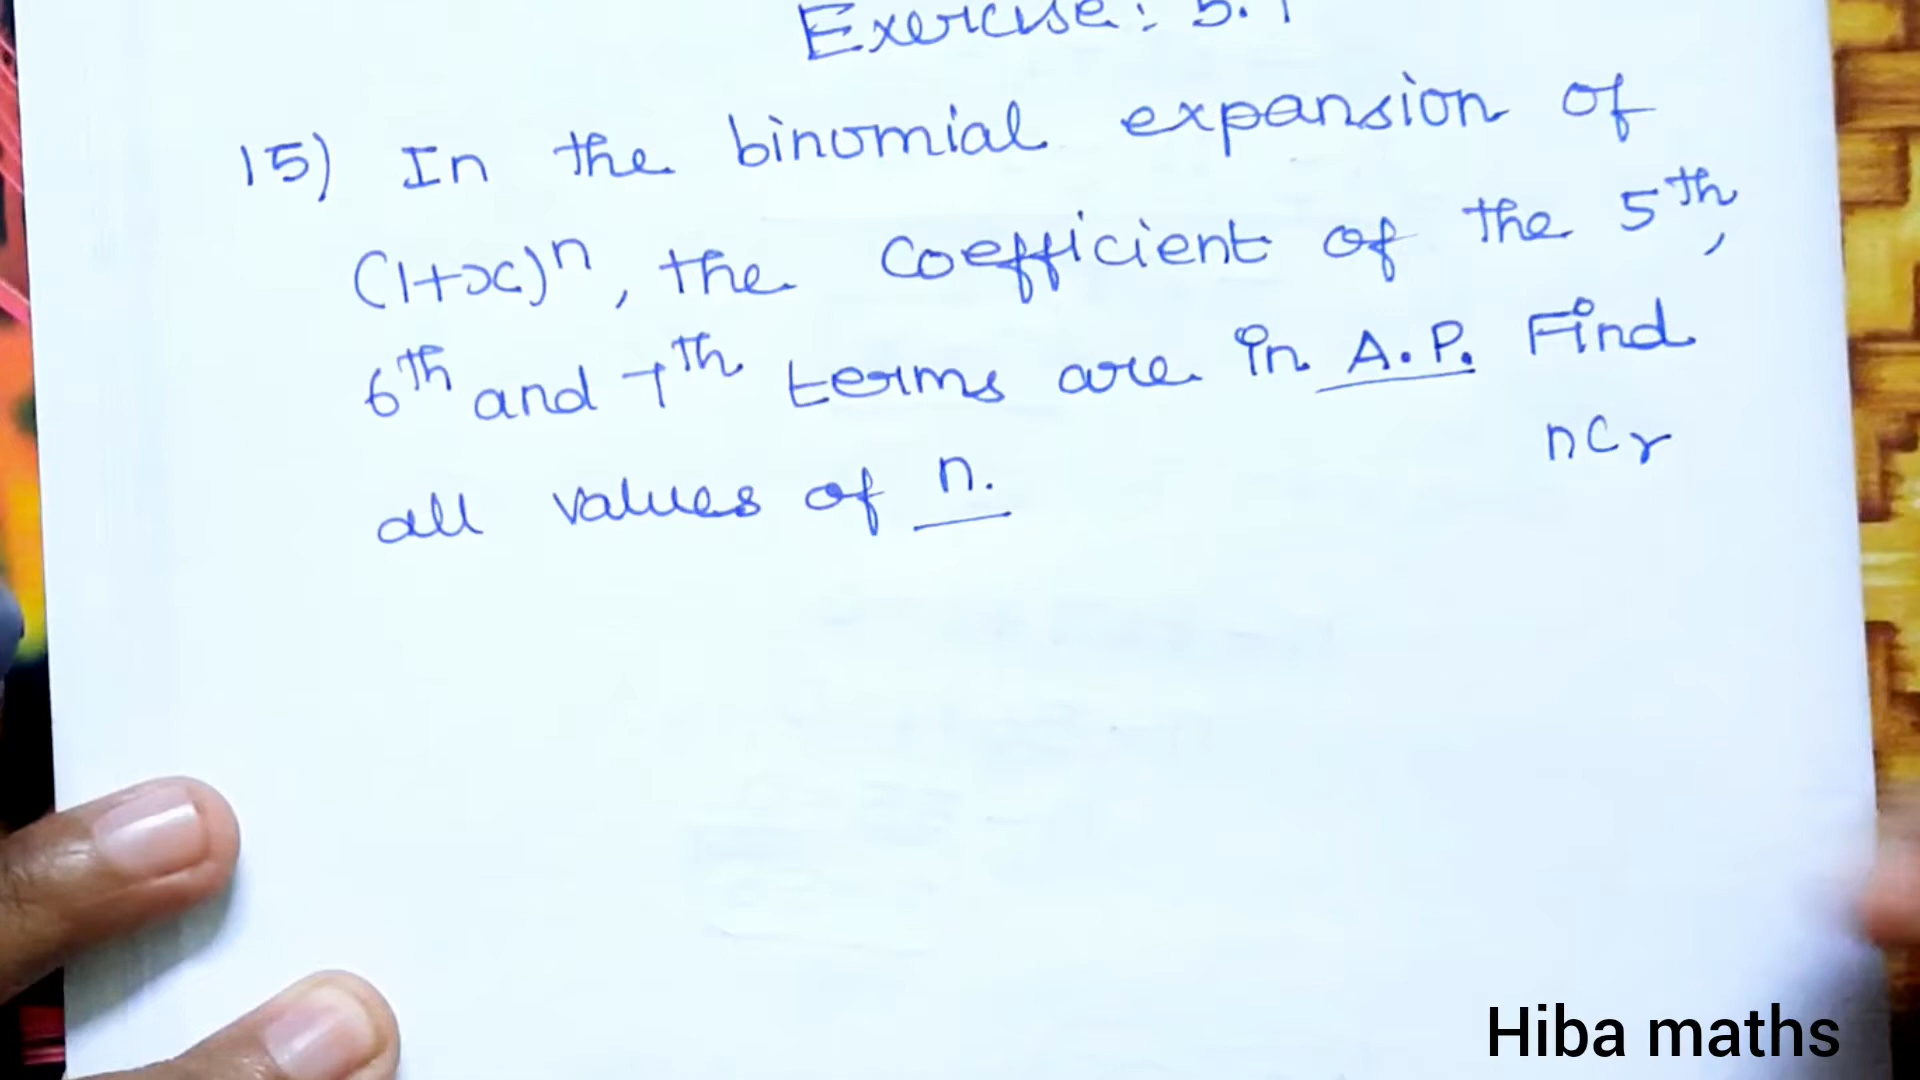 Exercise: 5.1
15) In the binomial expansion of
(1+x)ⁿ, the coefficient of the 5th,
6th and 7th terms are in A.P. Find
all values of n.
nCr
Hiba maths